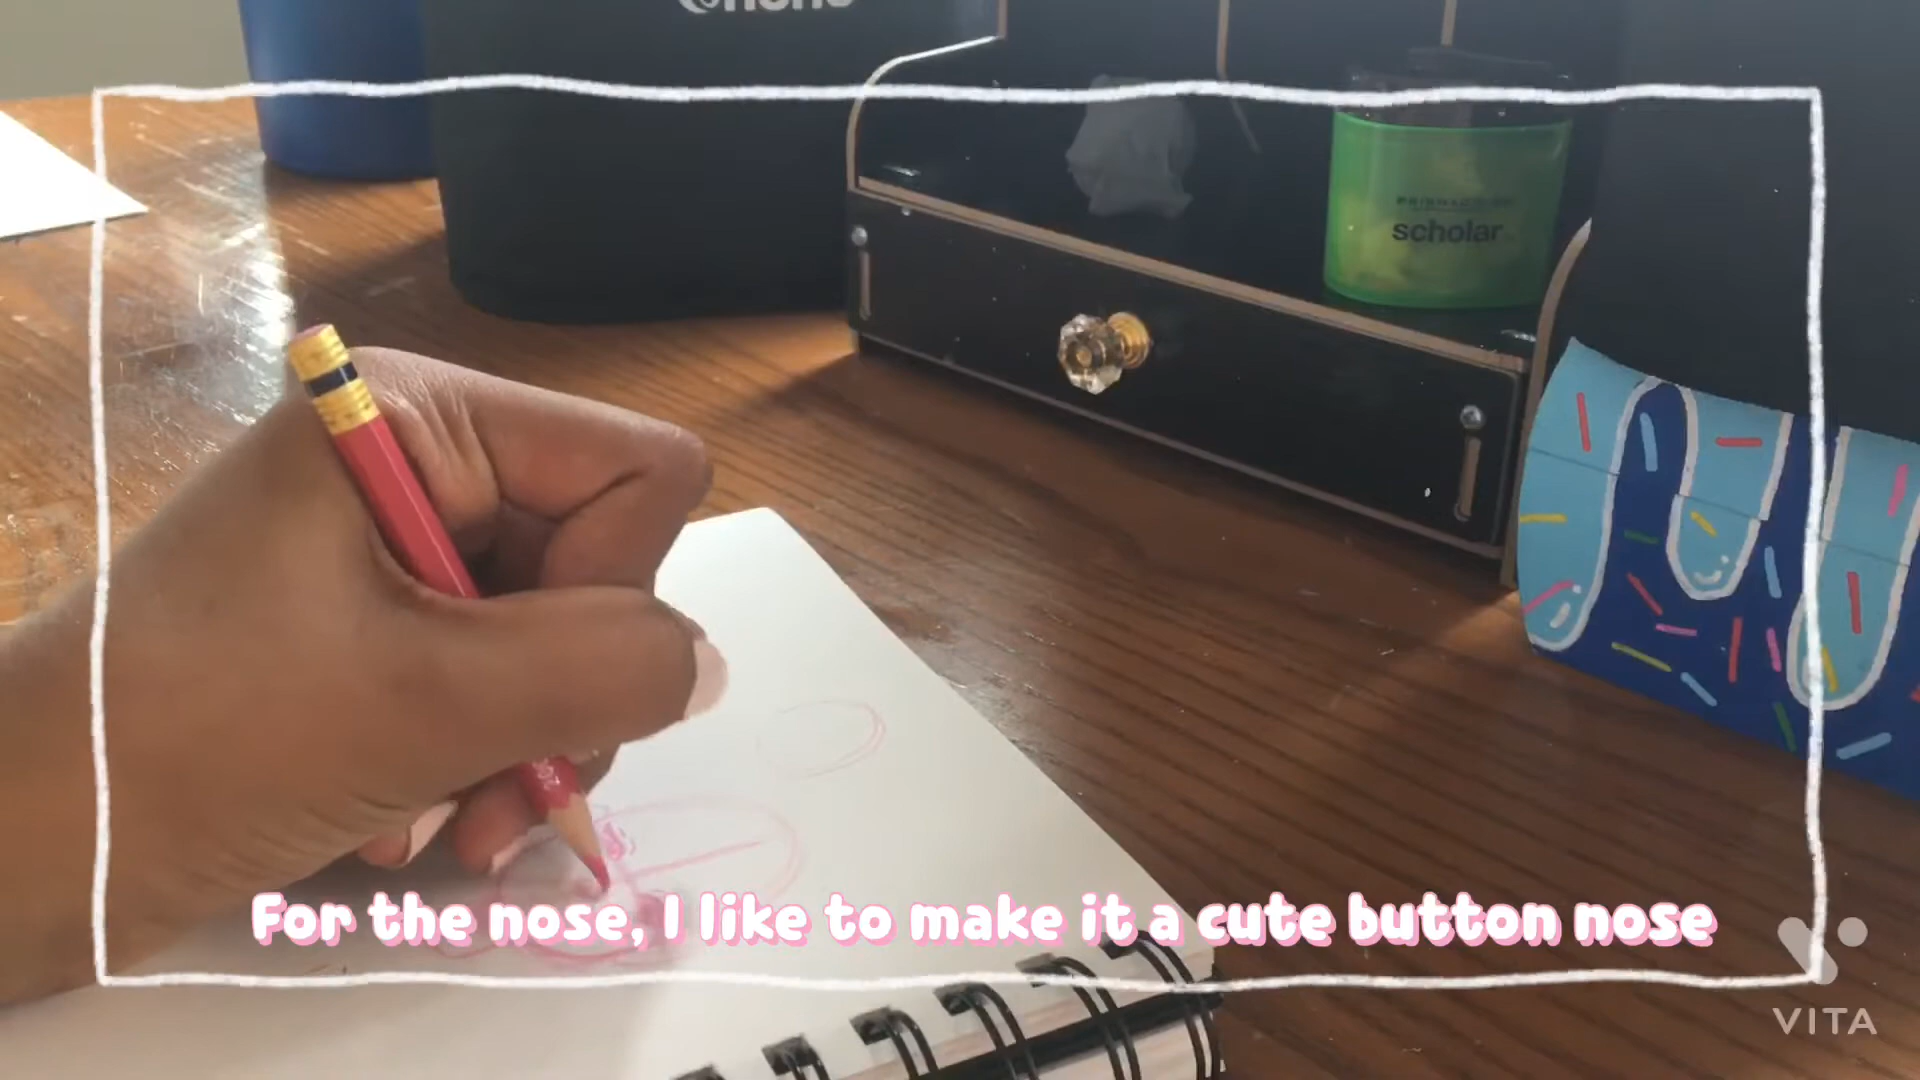 scholar
For the nose, I like to make it a cute button nose
VITA